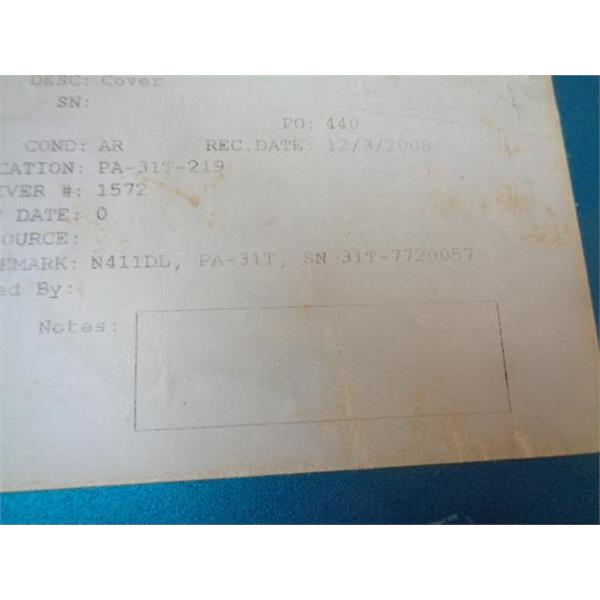 DESC: Cover
SN:
PO: 440
COND: AR REC.DATE: 12/3/2008
CATION: PA-31T-219
IVER #: 1572
DATE: 0
OURCE:
EMARK: N411DL, PA-31T, SN 31T-7720057
ed By:
Notes: